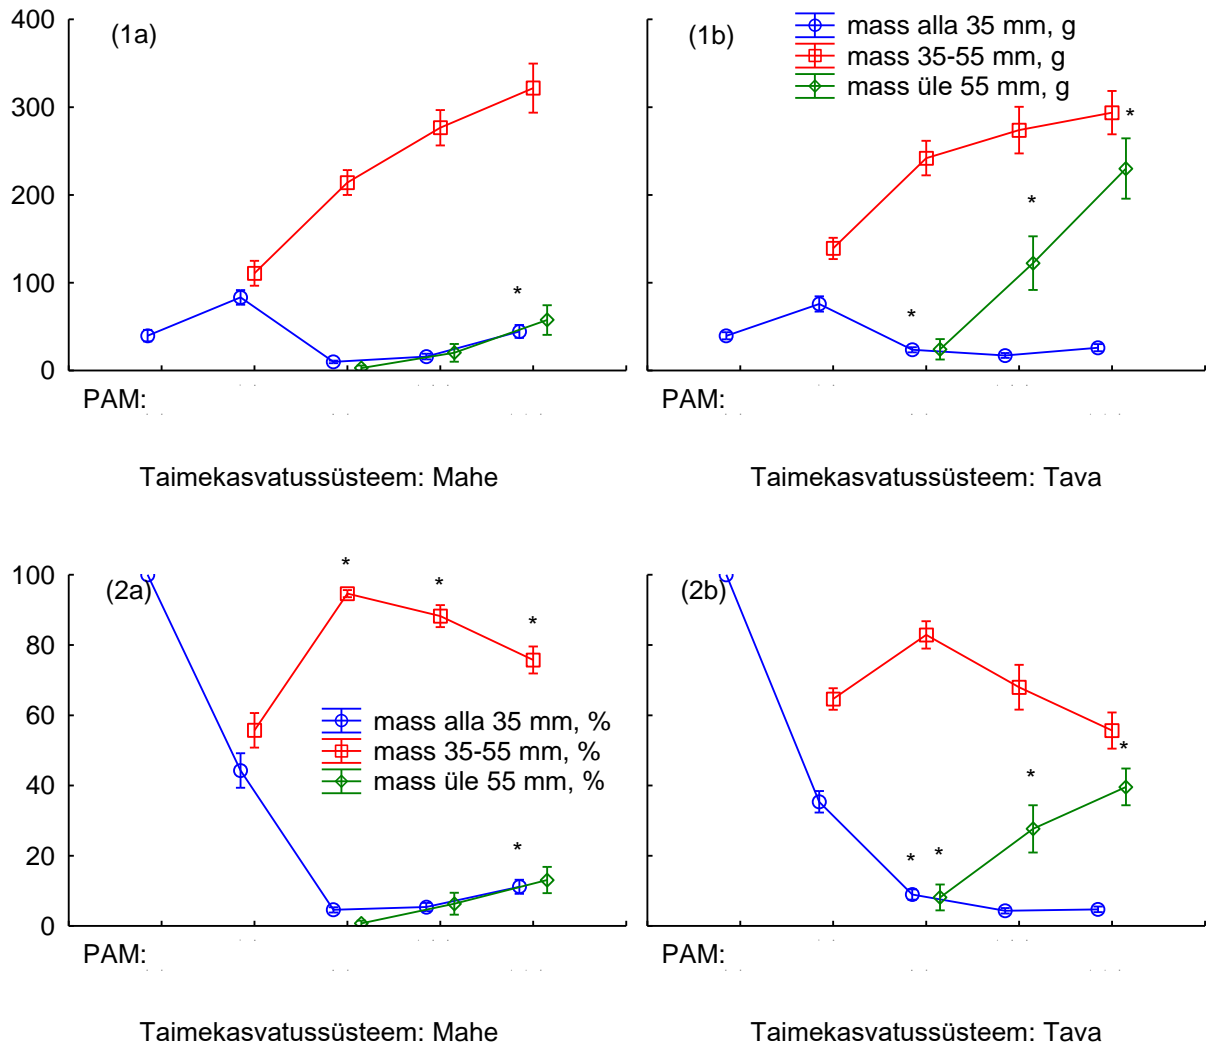 400
300
200
100
0
(1a)
(1b)
mass alla 35 mm, g
mass 35-55 mm, g
mass üle 55 mm, g
*
*
*
*
PAM:
PAM:
Taimekasvatussüsteem: Mahe
Taimekasvatussüsteem: Tava
100
80
60
40
20
0
(2a)
(2b)
*
*
*
*
mass alla 35 mm, %
mass 35-55 mm, %
mass üle 55 mm, %
*
*
*
*
PAM:
PAM:
Taimekasvatussüsteem: Mahe
Taimekasvatussüsteem: Tava